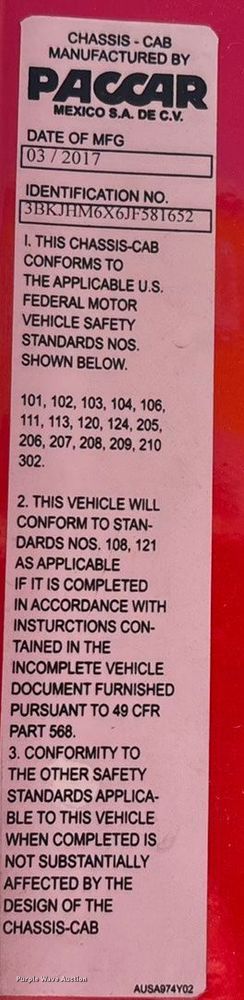 CHASSIS - CAB
MANUFACTURED BY
PACCAR
MEXICO S.A. DE C.V.
DATE OF MFG
03 / 2017
IDENTIFICATION NO.
3BKJHM6X6JF581652
I. THIS CHASSIS-CAB
CONFORMS TO
THE APPLICABLE U.S.
FEDERAL MOTOR
VEHICLE SAFETY
STANDARDS NOS.
SHOWN BELOW.
101, 102, 103, 104, 106,
111, 113, 120, 124, 205,
206, 207, 208, 209, 210
302.
2. THIS VEHICLE WILL
CONFORM TO STAN-
DARDS NOS. 108, 121
AS APPLICABLE
IF IT IS COMPLETED
IN ACCORDANCE WITH
INSTURCTIONS CON-
TAINED IN THE
INCOMPLETE VEHICLE
DOCUMENT FURNISHED
PURSUANT TO 49 CFR
PART 568.
3. CONFORMITY TO
THE OTHER SAFETY
STANDARDS APPLICA-
BLE TO THIS VEHICLE
WHEN COMPLETED IS
NOT SUBSTANTIALLY
AFFECTED BY THE
DESIGN OF THE
CHASSIS-CAB
Purple Wave Auction
AUSA974Y02